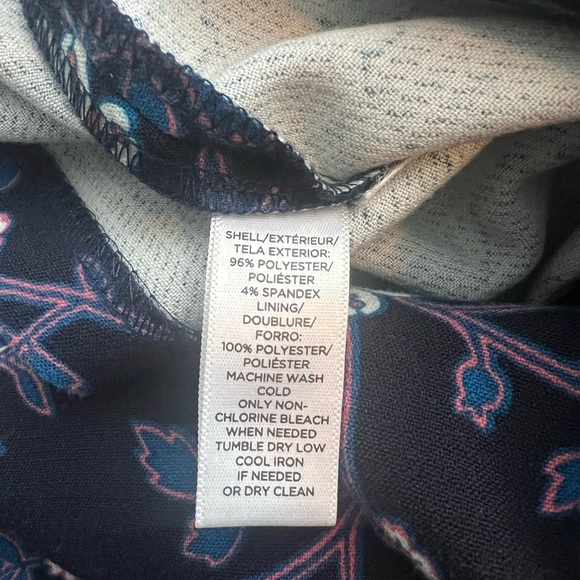 SHELL/EXTÉRIEUR/
TELA EXTERIOR:
96% POLYESTER/
POLIÉSTER
4% SPANDEX
LINING/
DOUBLURE/
FORRO:
100% POLYESTER/
POLIÉSTER
MACHINE WASH
COLD
ONLY NON-
CHLORINE BLEACH
WHEN NEEDED
TUMBLE DRY LOW
COOL IRON
IF NEEDED
OR DRY CLEAN